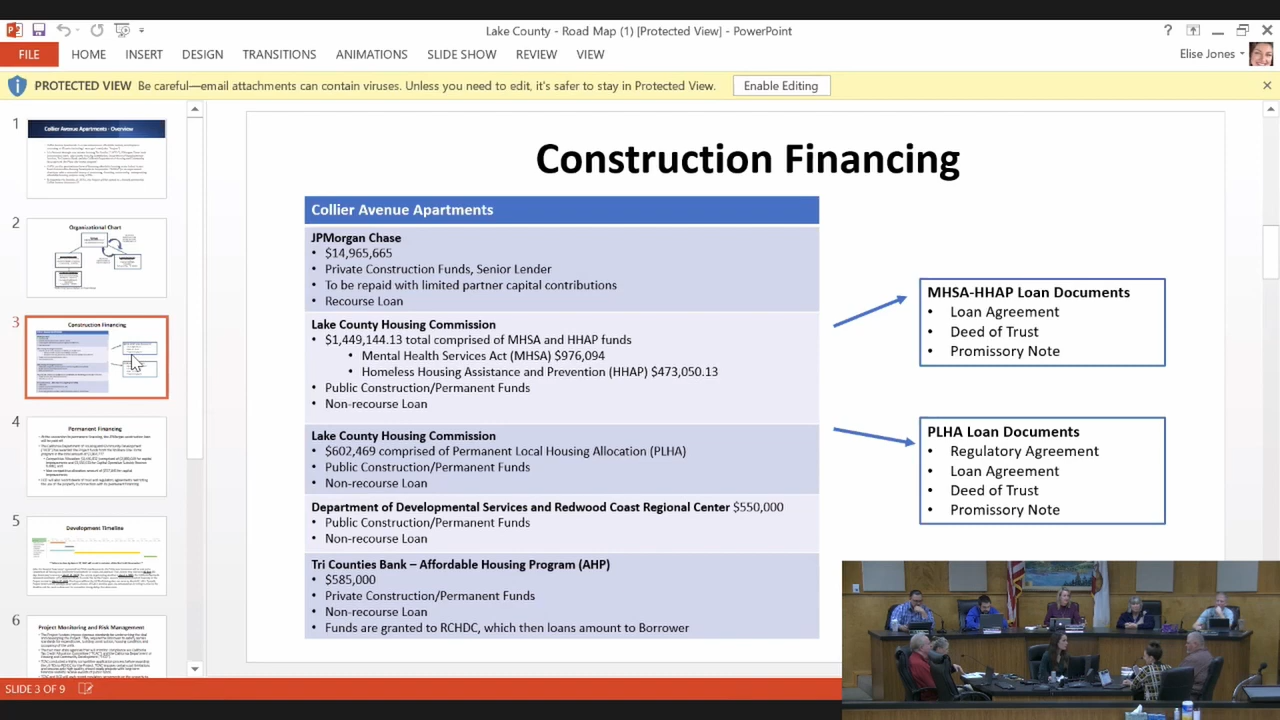 Lake County - Road Map (1) [Protected View] - PowerPoint
?
FILE HOME INSERT DESIGN TRANSITIONS ANIMATIONS SLIDE SHOW REVIEW VIEW
Elise Jones
PROTECTED VIEW Be careful—email attachments can contain viruses. Unless you need to edit, it's safer to stay in Protected View.
Enable Editing
1
Collier Avenue Apartments - Overview
2
Organizational Chart
3
Construction Financing
4
Permanent Financing
5
Development Timeline
6
Project Monitoring and Risk Management
Construction Financing
Collier Avenue Apartments
JPMorgan Chase
• $14,965,665
• Private Construction Funds, Senior Lender
• To be repaid with limited partner capital contributions
• Recourse Loan
Lake County Housing Commission
• $1,449,144.13 total comprised of MHSA and HHAP funds
• Mental Health Services Act (MHSA) $976,094
• Homeless Housing Assistance and Prevention (HHAP) $473,050.13
• Public Construction/Permanent Funds
• Non-recourse Loan
Lake County Housing Commission
• $602,469 comprised of Permanent Local Housing Allocation (PLHA)
• Public Construction/Permanent Funds
• Non-recourse Loan
Department of Developmental Services and Redwood Coast Regional Center $550,000
• Public Construction/Permanent Funds
• Non-recourse Loan
Tri Counties Bank – Affordable Housing Program (AHP)
• $585,000
• Private Construction/Permanent Funds
• Non-recourse Loan
• Funds are granted to RCHDC, which then loans amount to Borrower
MHSA-HHAP Loan Documents
• Loan Agreement
• Deed of Trust
• Promissory Note
PLHA Loan Documents
• Regulatory Agreement
• Loan Agreement
• Deed of Trust
• Promissory Note
SLIDE 3 OF 9